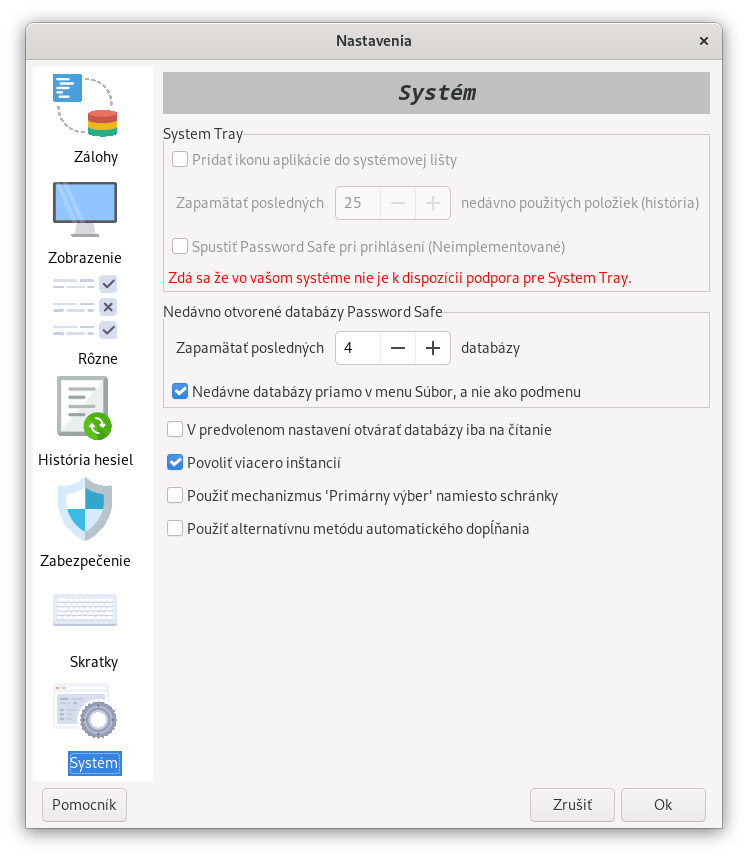 Nastavenia
Zálohy
Zobrazenie
Rôzne
História hesiel
Zabezpečenie
Skratky
Systém
Systém
System Tray
Pridať ikonu aplikácie do systémovej lišty
Zapamätať posledných 25 nedávno použitých položiek (história)
Spustiť Password Safe pri prihlásení (Neimplementované)
Zdá sa že vo vašom systéme nie je k dispozícii podpora pre System Tray.
Nedávno otvorené databázy Password Safe
Zapamätať posledných 4 databázy
Nedávne databázy priamo v menu Súbor, a nie ako podmenu
V predvolenom nastavení otvárať databázy iba na čítanie
Povoliť viacero inštancií
Použiť mechanizmus 'Primárny výber' namiesto schránky
Použiť alternatívnu metódu automatického dopĺňania
Pomocník
Zrušiť
Ok